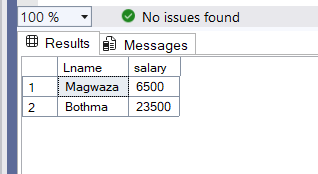 100 %
No issues found
Results Messages
Lname salary
1 Magwaza 6500
2 Bothma 23500